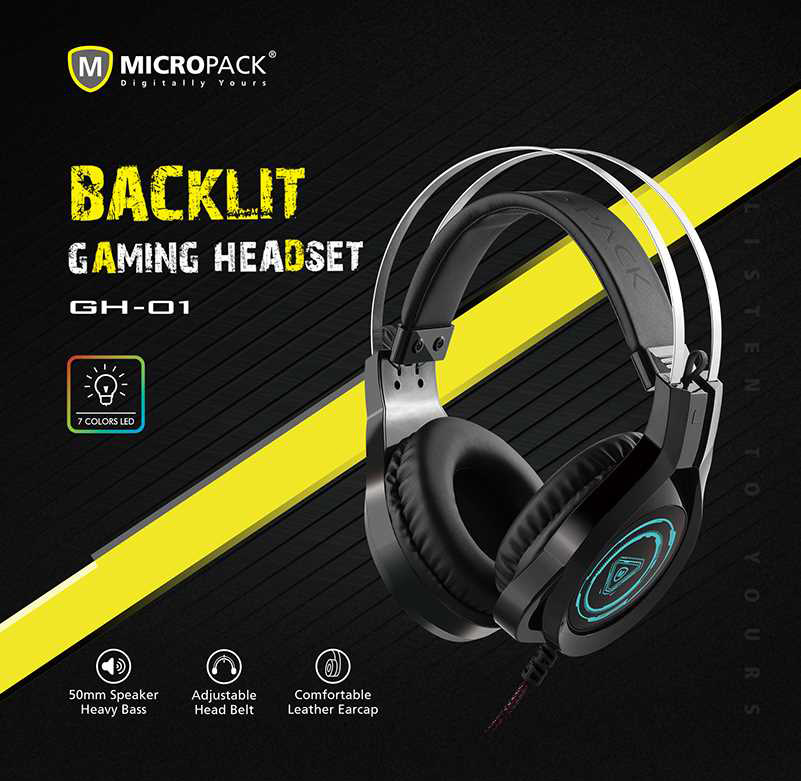 M MICROPACK®
Digitally Yours
BACKLIT
GAMING HEADSET
GH-01
7 COLORS LED
LISTEN TO YOURS
PACK
M
50mm Speaker
Heavy Bass
Adjustable
Head Belt
Comfortable
Leather Earcap